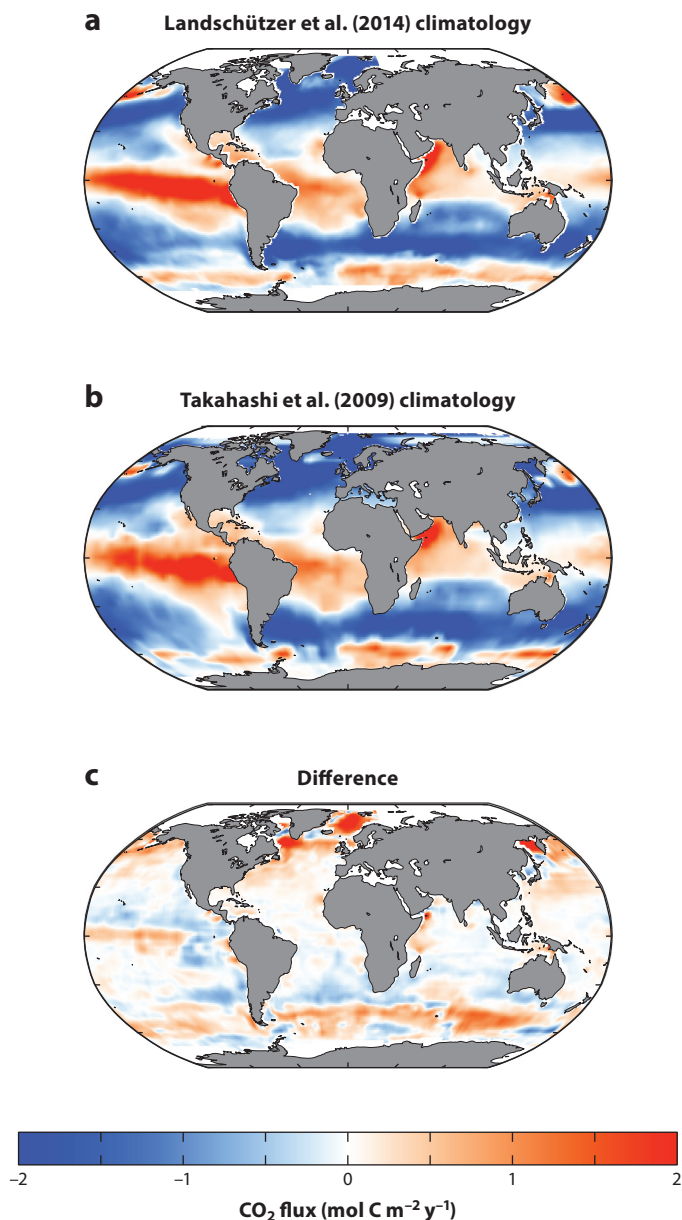 a Landschützer et al. (2014) climatology
b Takahashi et al. (2009) climatology
c Difference
−2 −1 0 1 2
CO₂ flux (mol C m⁻² y⁻¹)